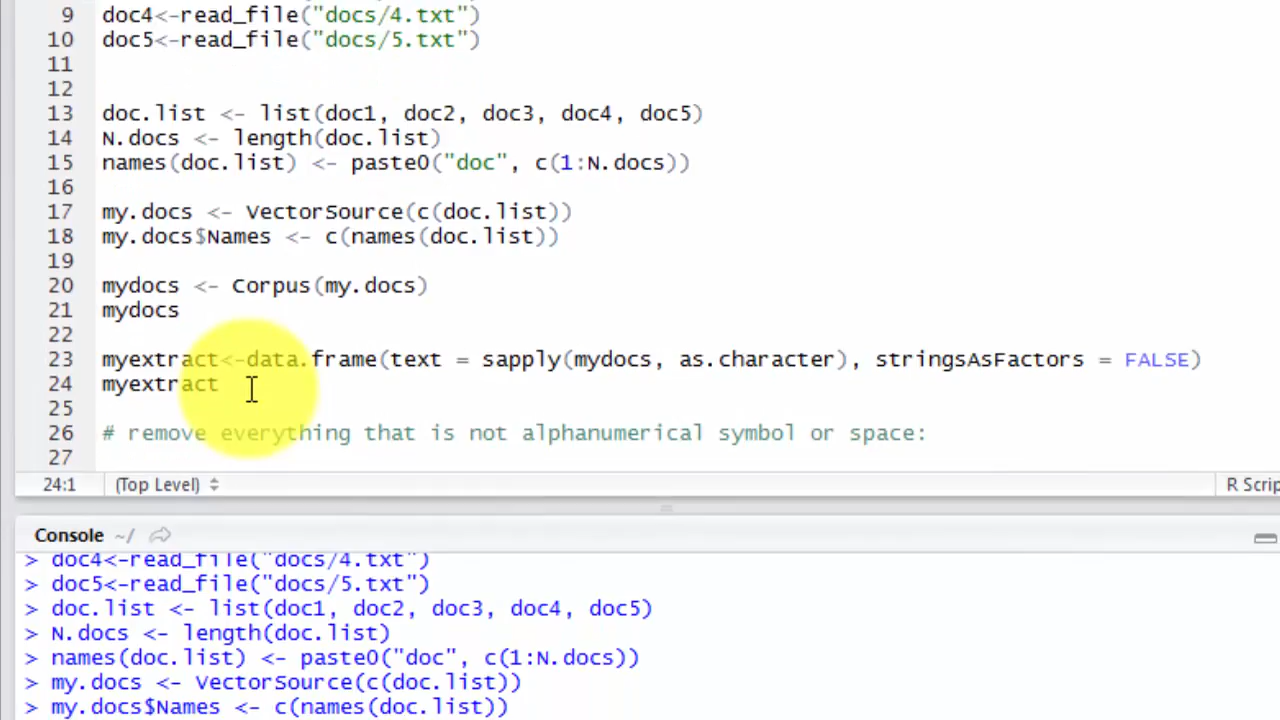 9 doc4<-read_file("docs/4.txt")
10 doc5<-read_file("docs/5.txt")
11
12
13 doc.list <- list(doc1, doc2, doc3, doc4, doc5)
14 N.docs <- length(doc.list)
15 names(doc.list) <- paste0("doc", c(1:N.docs))
16
17 my.docs <- VectorSource(c(doc.list))
18 my.docs$Names <- c(names(doc.list))
19
20 mydocs <- Corpus(my.docs)
21 mydocs
22
23 myextract<-data.frame(text = sapply(mydocs, as.character), stringsAsFactors = FALSE)
24 myextract
25
26 # remove everything that is not alphanumerical symbol or space:
27
24:1 (Top Level) R Scrip
Console ~/
> doc4<-read_file("docs/4.txt")
> doc5<-read_file("docs/5.txt")
> doc.list <- list(doc1, doc2, doc3, doc4, doc5)
> N.docs <- length(doc.list)
> names(doc.list) <- paste0("doc", c(1:N.docs))
> my.docs <- VectorSource(c(doc.list))
> my.docs$Names <- c(names(doc.list))